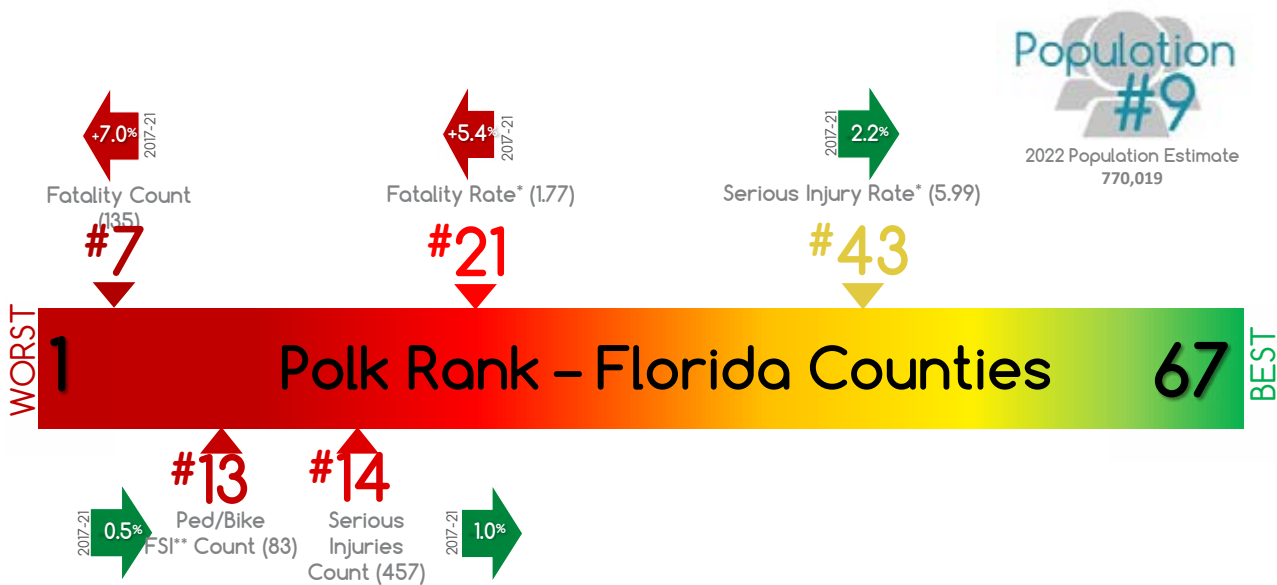 Population
#9
2022 Population Estimate
770,019
+7.0%
2017-21
Fatality Count
(135)
#7
+5.4%
2017-21
Fatality Rate* (1.77)
#21
2017-21
2.2%
Serious Injury Rate* (5.99)
#43
WORST
1
Polk Rank – Florida Counties
67
BEST
#13
Ped/Bike
FSI** Count (83)
2017-21
0.5%
#14
Serious
Injuries
Count (457)
2017-21
1.0%